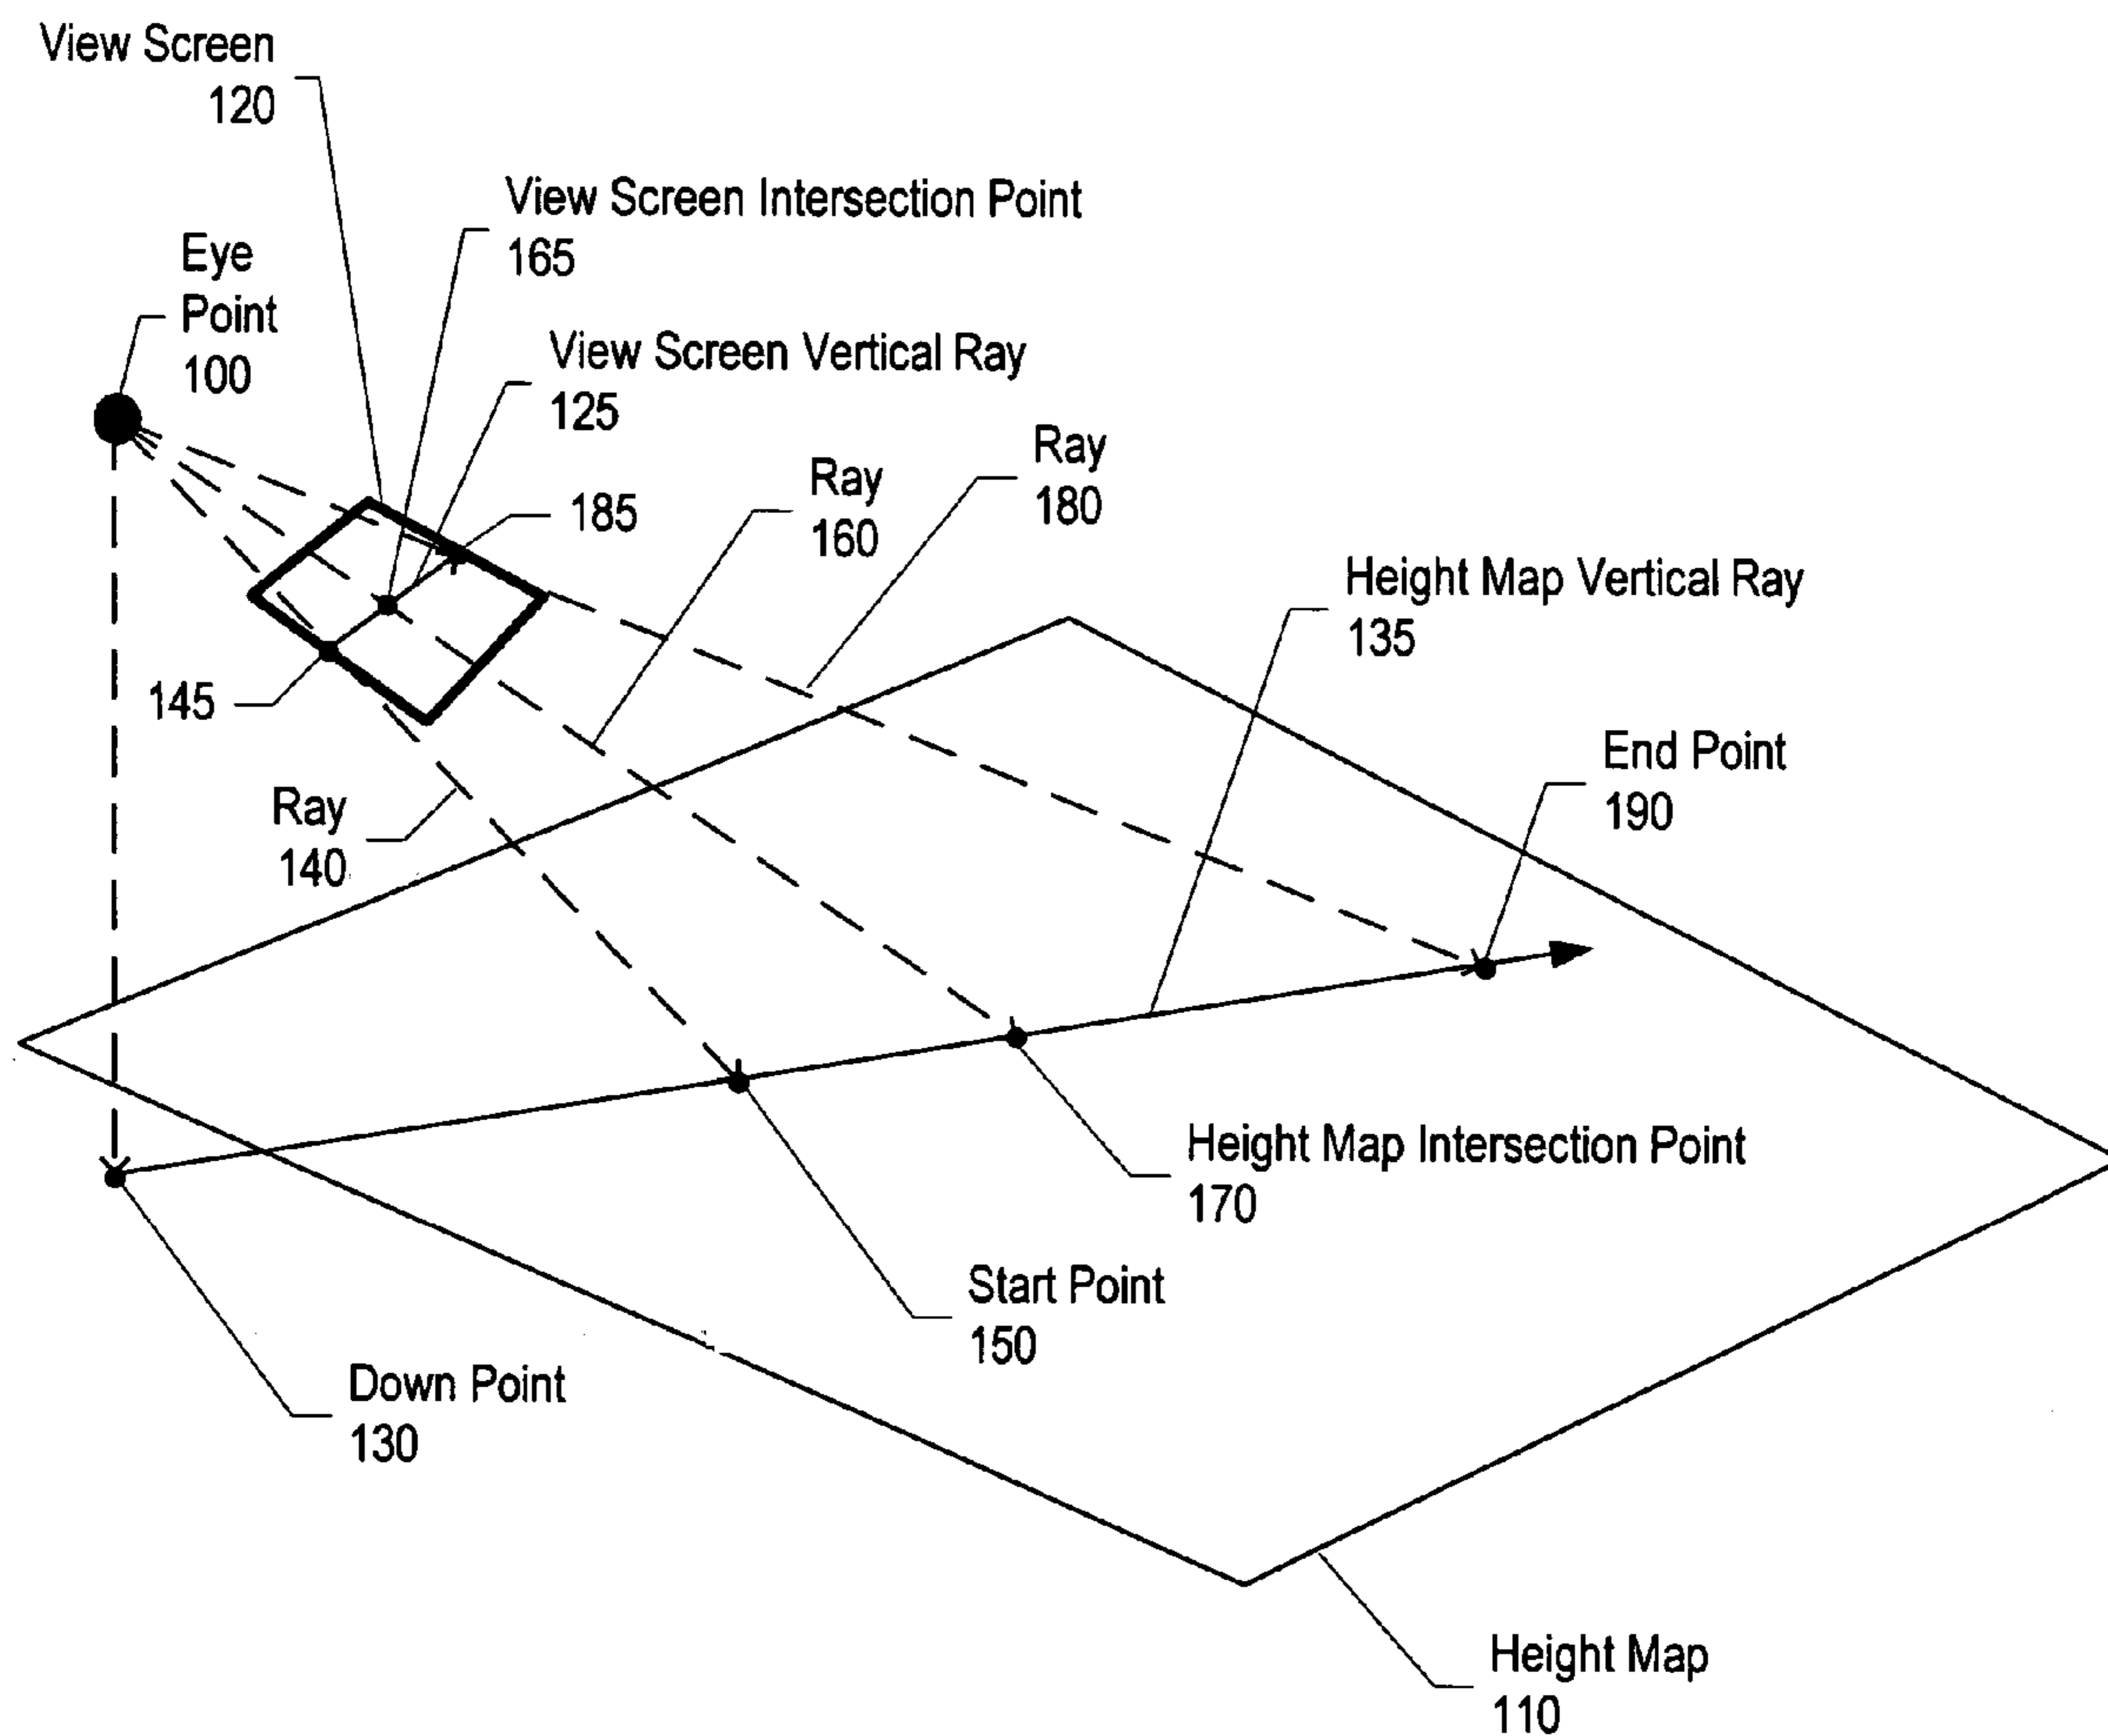 View Screen
120
View Screen Intersection Point
165
Eye
Point
100
View Screen Vertical Ray
125
Ray
180
Ray
160
185
Height Map Vertical Ray
135
145
End Point
190
Ray
140
Height Map Intersection Point
170
Start Point
150
Down Point
130
Height Map
110